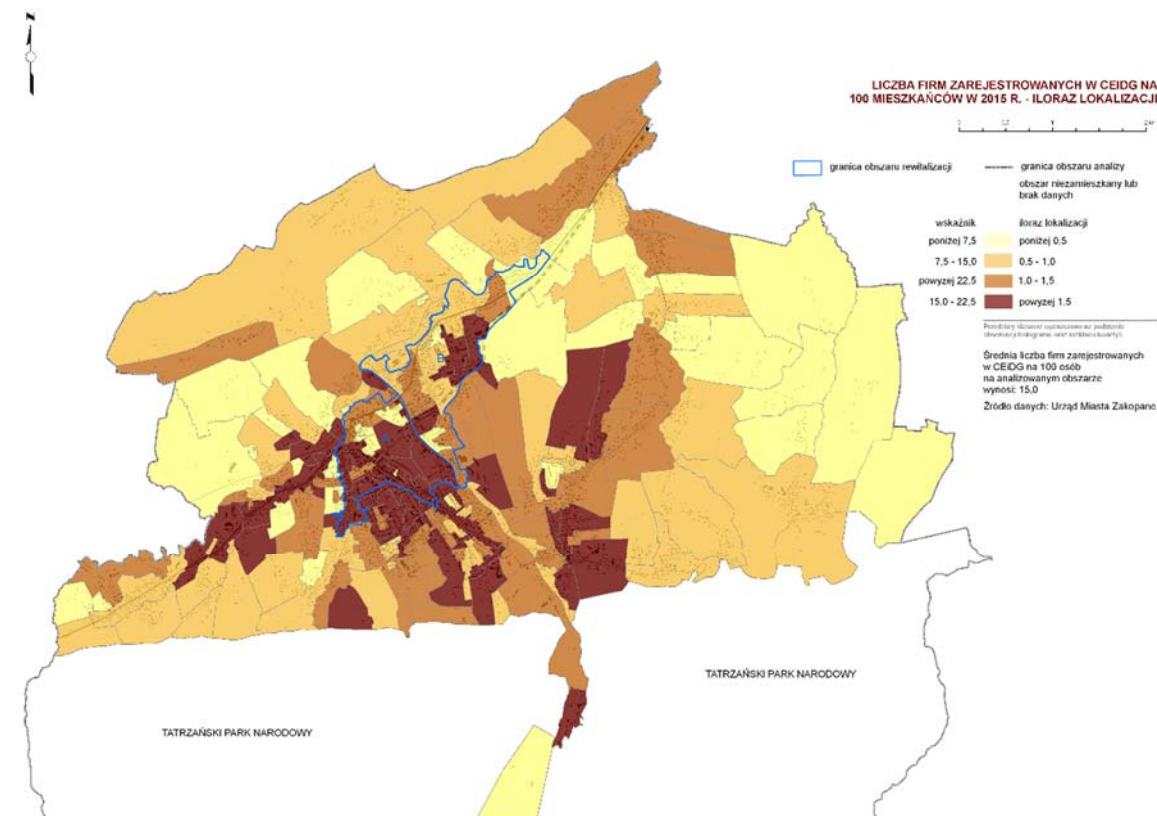 N
LICZBA FIRM ZAREJESTROWANYCH W CEIDG NA
100 MIESZKAŃCÓW W 2015 R. - ILORAZ LOKALIZACJI
0 0,5 1
granica obszaru rewitalizacji
granica obszaru analizy
obszar niezamieszkany lub
brak danych
wskaźnik iloraz lokalizacji
poniżej 7,5 poniżej 0,5
7,5 - 15,0 0,5 - 1,0
powyżej 22,5 1,0 - 1,5
15,0 - 22,5 powyżej 1,5
Średnia liczba firm zarejestrowanych
w CEiDG na 100 osób
na analizowanym obszarze
wynosi: 15,0
Źródło danych: Urząd Miasta Zakopane
TATRZAŃSKI PARK NARODOWY
TATRZAŃSKI PARK NARODOWY